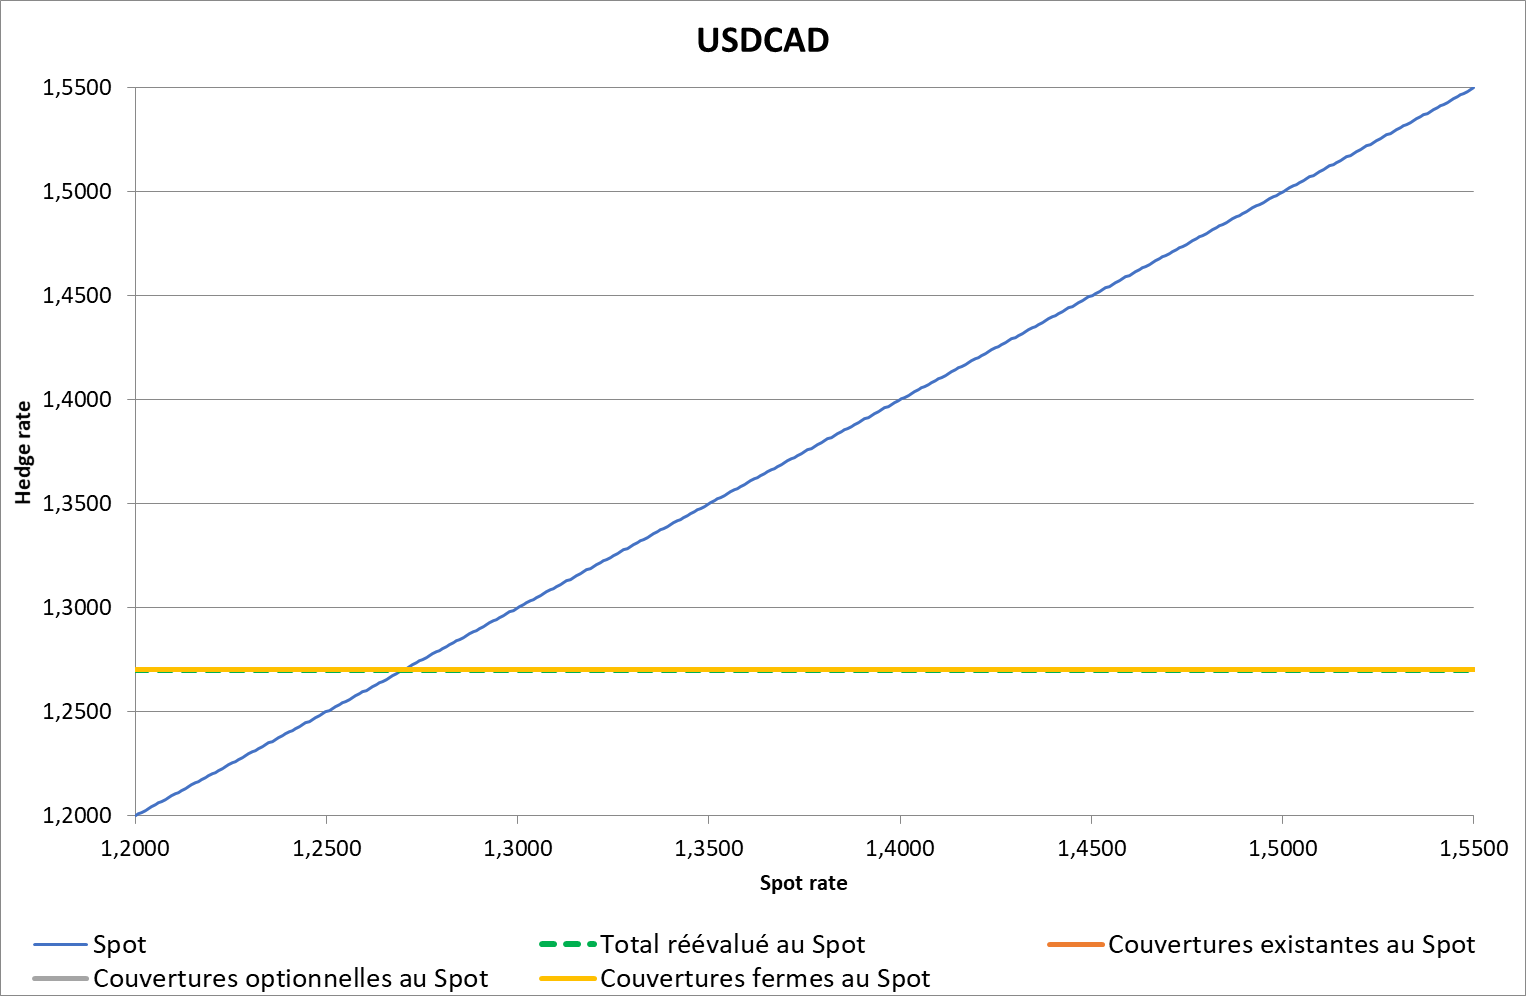 USDCAD
1,5500
1,5000
1,4500
1,4000
1,3500
1,3000
1,2500
1,2000
Hedge rate
1,2000 1,2500 1,3000 1,3500 1,4000 1,4500 1,5000 1,5500
Spot rate
Spot Total réévalué au Spot Couvertures existantes au Spot
Couvertures optionnelles au Spot Couvertures fermes au Spot